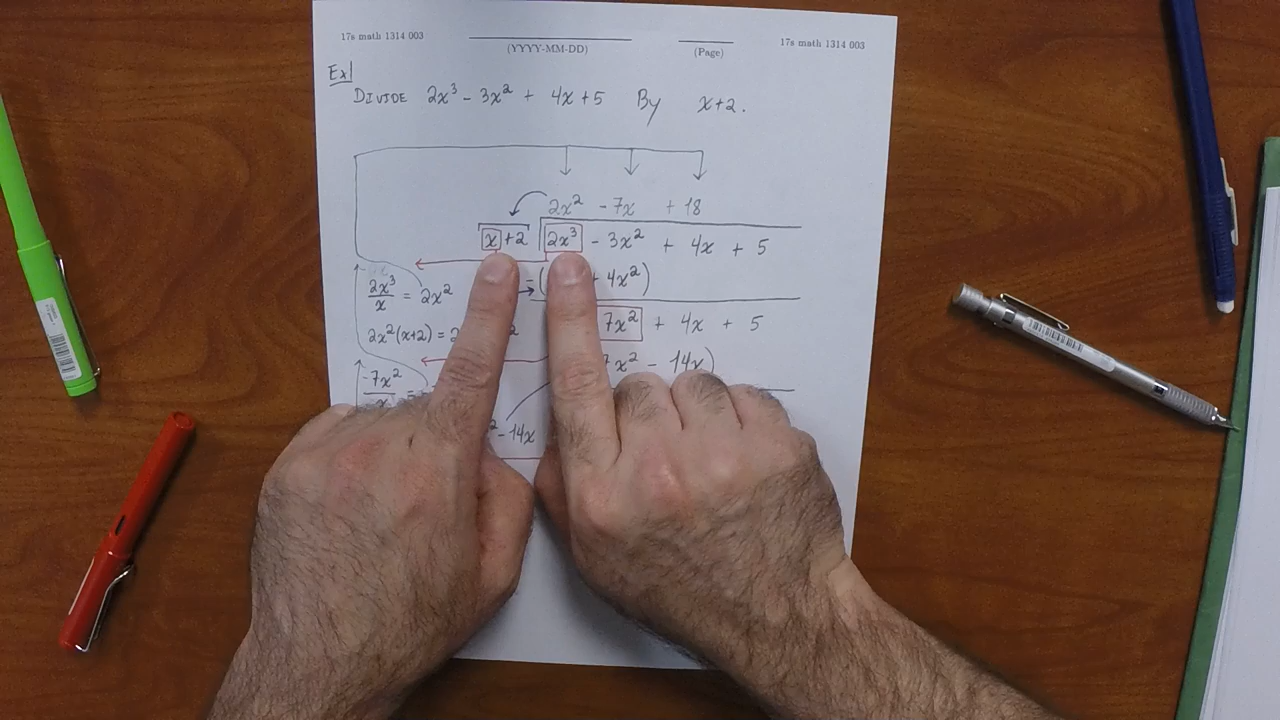 17s math 1314 003 (YYYY-MM-DD) (Page) 17s math 1314 003
Ex1
DIVIDE 2x³ - 3x² + 4x + 5 By x+2.
2x² - 7x + 18
x+2 2x³ - 3x² + 4x + 5
2x³/x = 2x² -( + 4x²)
2x²(x+2) = 2 7x² + 4x + 5
-7x²/x = x² - 14x)
- 14x